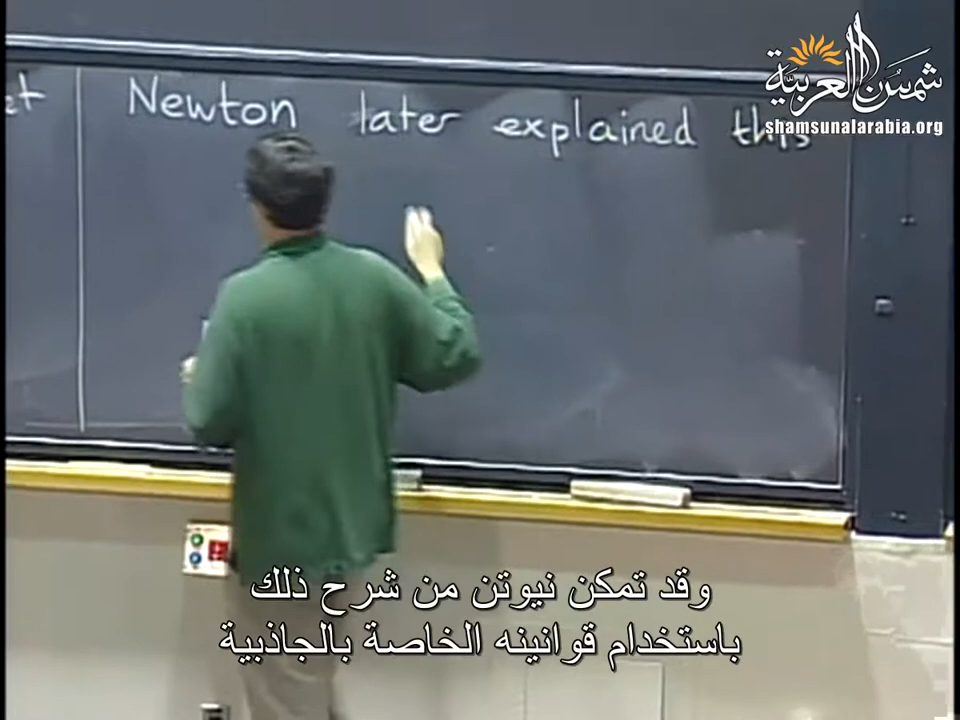 شمس العربية
shamsunalarabia.org
Newton later explained this
وقد تمكن نيوتن من شرح ذلك
باستخدام قوانينه الخاصة بالجاذبية